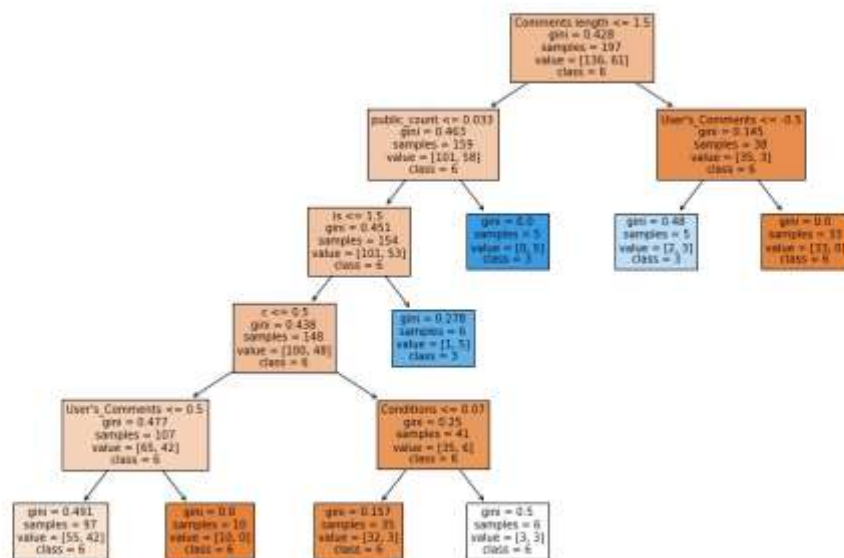 Comments length <= 1.5
gini = 0.428
samples = 197
value = [136, 61]
class = 6
public_count <= 0.033
gini = 0.463
samples = 159
value = [101, 58]
class = 6
User's_Comments <= -0.5
gini = 0.145
samples = 38
value = [35, 3]
class = 6
is <= 1.5
gini = 0.451
samples = 154
value = [101, 53]
class = 6
gini = 0.0
samples = 5
value = [0, 5]
class = 3
gini = 0.48
samples = 5
value = [2, 3]
class = 3
gini = 0.0
samples = 33
value = [33, 0]
class = 6
c <= 0.5
gini = 0.438
samples = 148
value = [100, 48]
class = 6
gini = 0.278
samples = 6
value = [1, 5]
class = 3
User's_Comments <= 0.5
gini = 0.477
samples = 107
value = [65, 42]
class = 6
Conditions <= 0.07
gini = 0.25
samples = 41
value = [35, 6]
class = 6
gini = 0.491
samples = 97
value = [55, 42]
class = 6
gini = 0.0
samples = 10
value = [10, 0]
class = 6
gini = 0.157
samples = 35
value = [32, 3]
class = 6
gini = 0.5
samples = 6
value = [3, 3]
class = 6